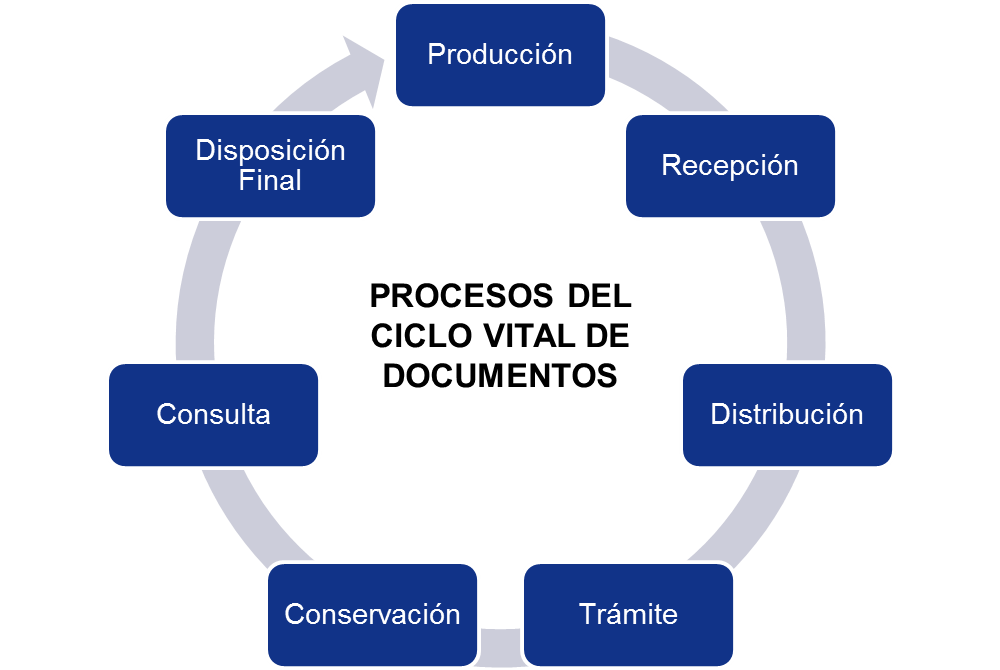 Producción
Recepción
Distribución
Trámite
Conservación
Consulta
Disposición
Final
PROCESOS DEL
CICLO VITAL DE
DOCUMENTOS